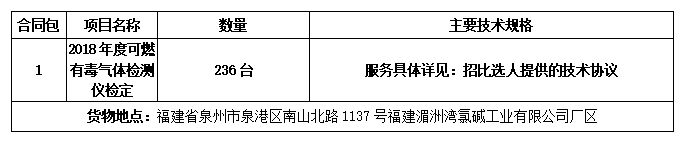 合同包 项目名称 数量 主要技术规格
2018年度可燃
1 有毒气体检测 236台 服务具体详见：招比选人提供的技术协议
仪检定
货物地点：福建省泉州市泉港区南山北路1137号福建湄洲湾氯碱工业有限公司厂区